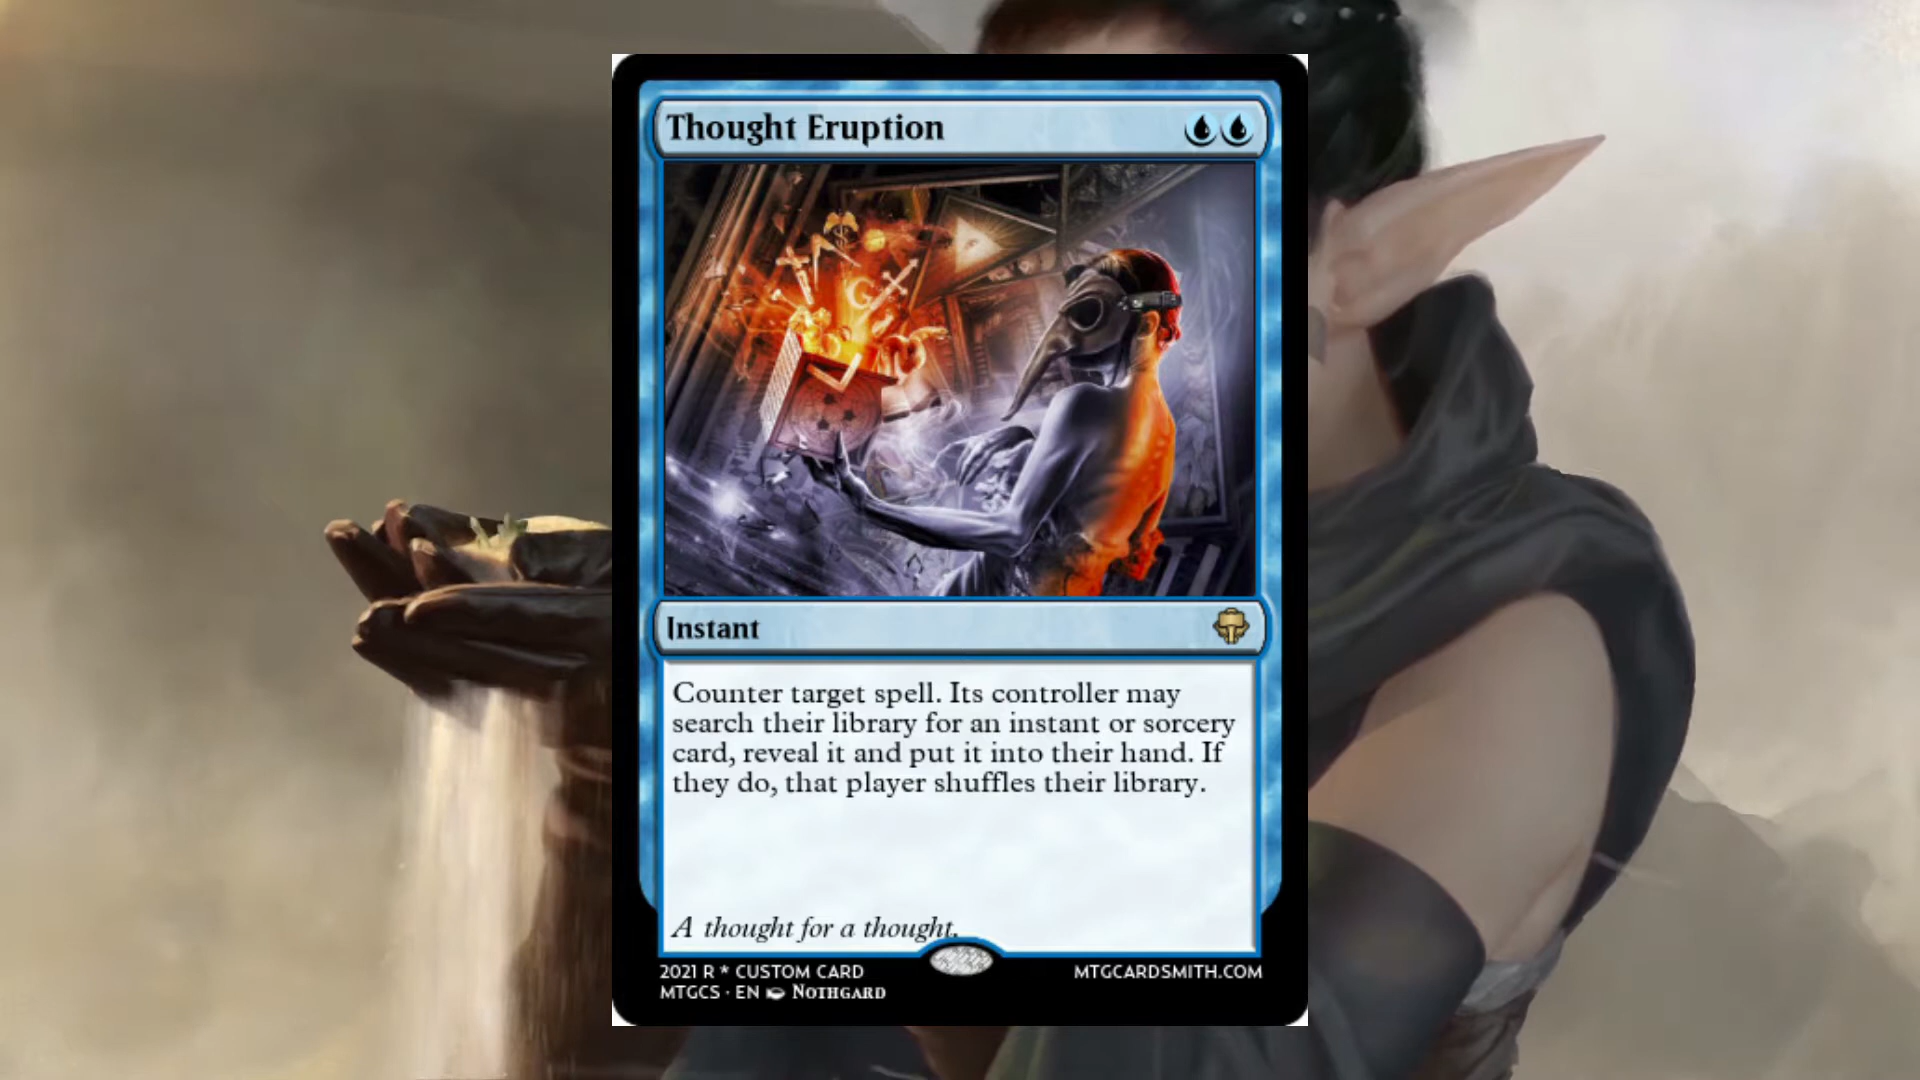 Thought Eruption
Instant
Counter target spell. Its controller may
search their library for an instant or sorcery
card, reveal it and put it into their hand. If
they do, that player shuffles their library.
A thought for a thought.
2021 R * CUSTOM CARD
MTGCARDSMITH.COM
MTGCS · EN NOTHGARD